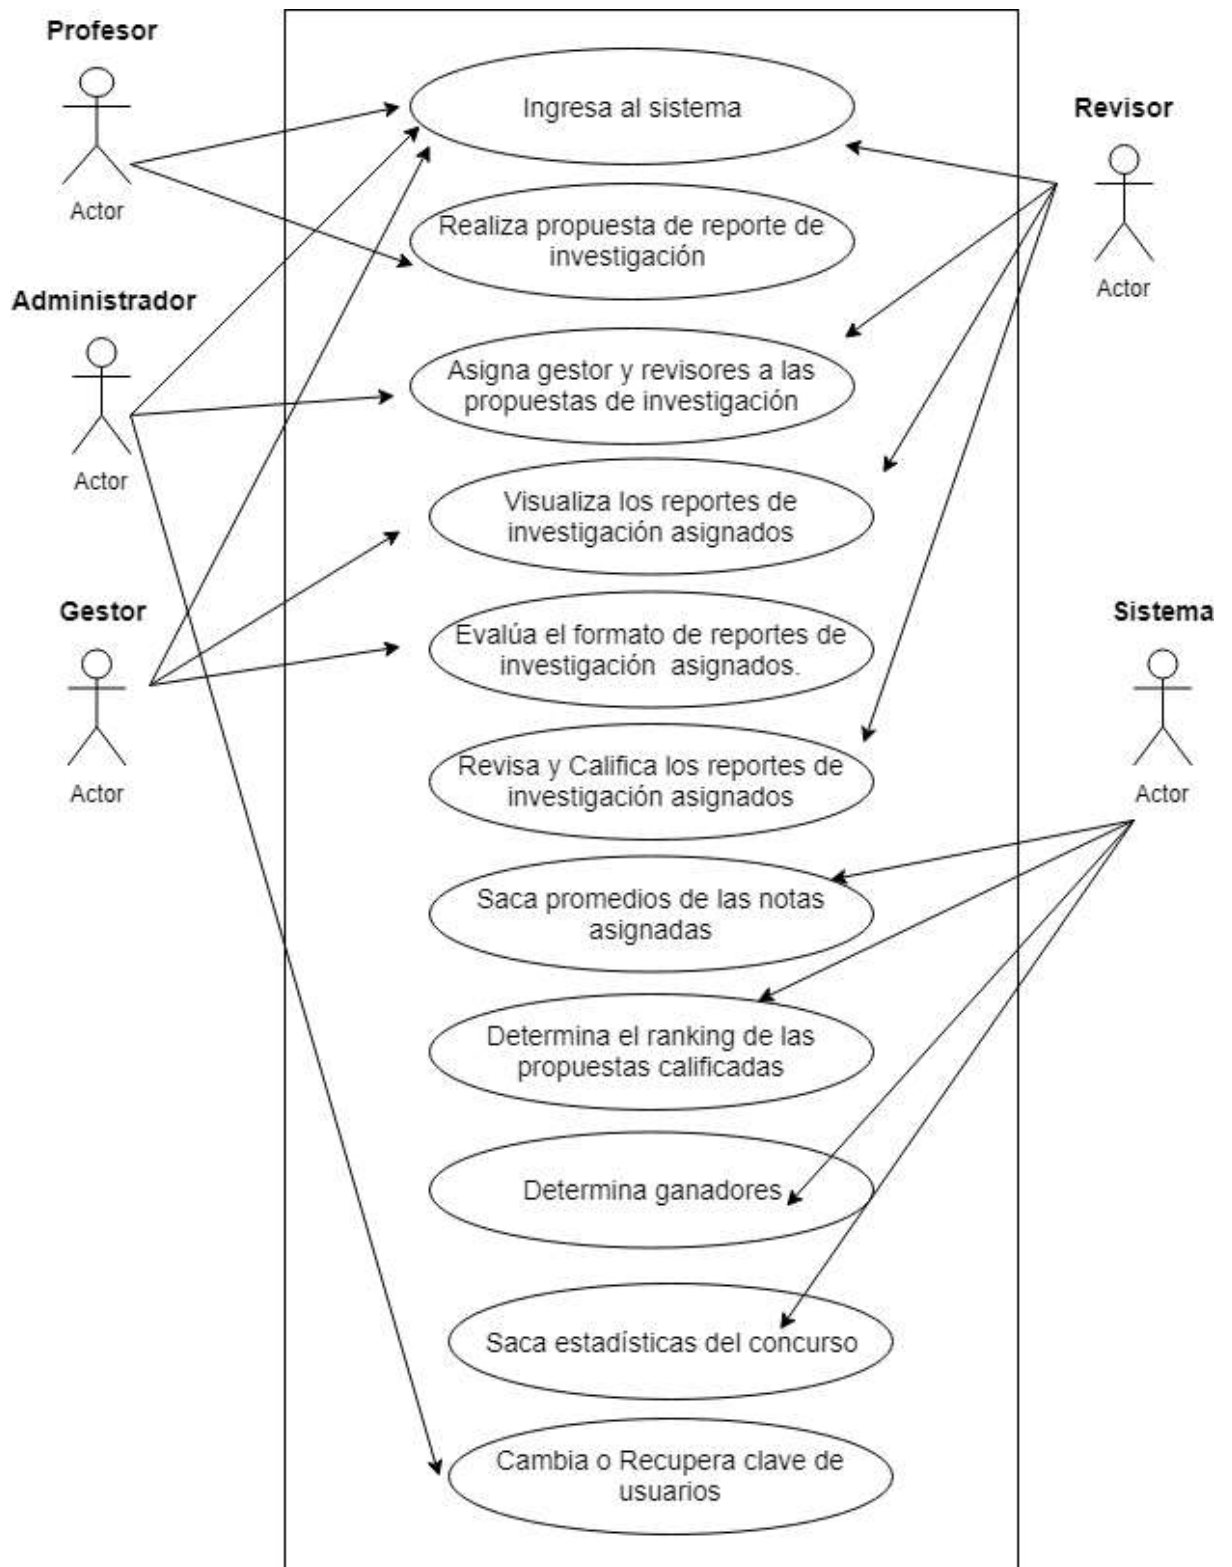 Profesor
Actor
Administrador
Actor
Gestor
Actor
Ingresa al sistema
Realiza propuesta de reporte de
investigación
Asigna gestor y revisores a las
propuestas de investigación
Visualiza los reportes de
investigación asignados
Evalúa el formato de reportes de
investigación asignados.
Revisa y Califica los reportes de
investigación asignados
Saca promedios de las notas
asignadas
Determina el ranking de las
propuestas calificadas
Determina ganadores
Saca estadísticas del concurso
Cambia o Recupera clave de
usuarios
Revisor
Actor
Sistema
Actor